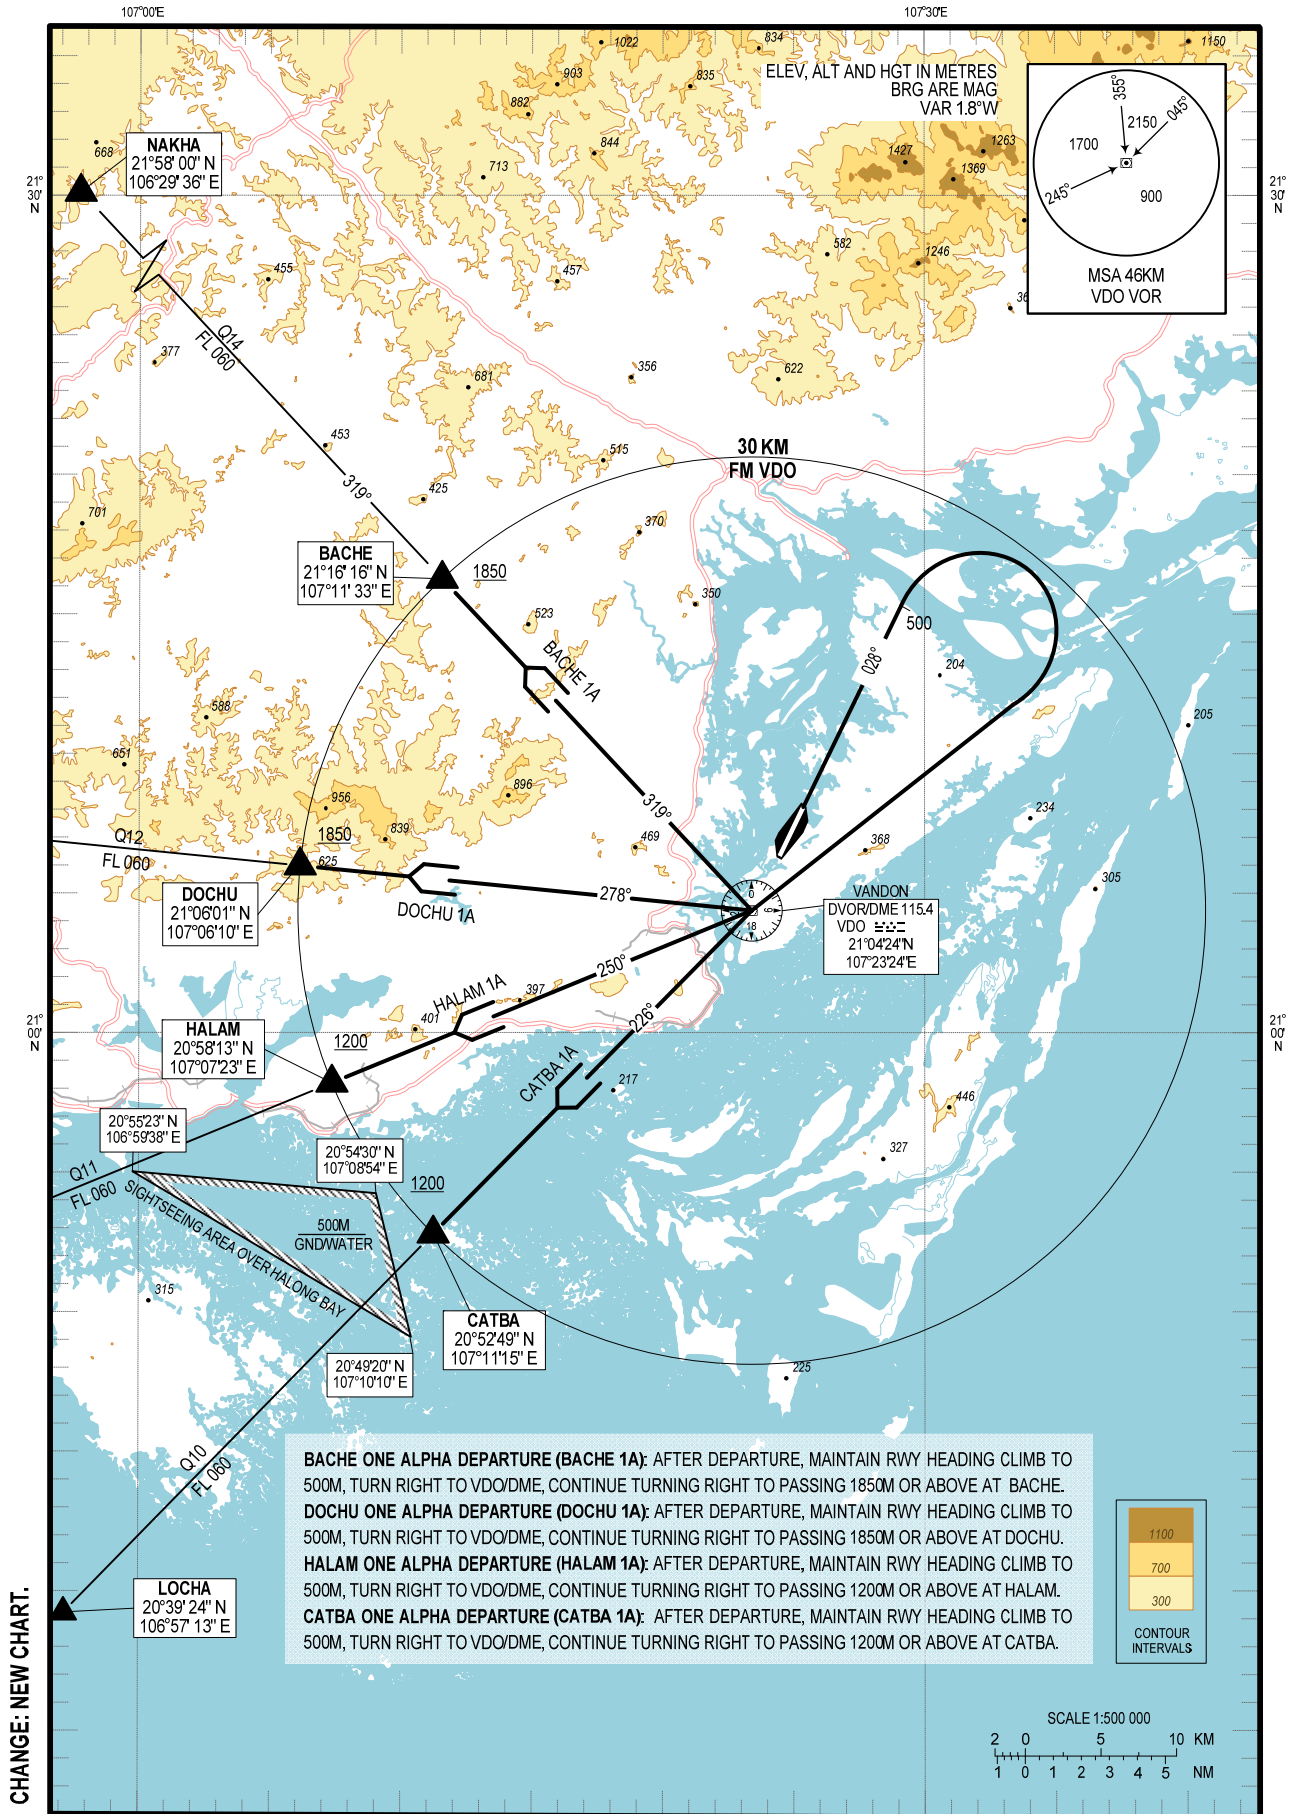 107°00'E
107°30'E
1022
834
1150
903
835
882
ELEV, ALT AND HGT IN METRES
BRG ARE MAG
VAR 1.8°W
355°
045°
2150
1700
245°
900
MSA 46KM
VDO VOR
668
NAKHA
21°58' 00" N
106°29' 36" E
844
713
1427
1263
1369
21°
30'
N
21°
30'
N
582
1246
455
457
Q14
FL 060
377
356
622
681
453
30 KM
FM VDO
515
425
319°
701
370
BACHE
21°16' 16" N
107°11' 33" E
1850
350
523
500
BACHE 1A
028°
204
588
205
651
896
956
319°
234
1850
839
469
368
Q12
FL 060
625
278°
305
DOCHU
21°06'01" N
107°06'10" E
DOCHU 1A
0
9
18
VANDON
DVOR/DME 115.4
VDO
21°04'24"N
107°23'24"E
250°
HALAM 1A
397
226°
401
HALAM
20°58'13" N
107°07'23" E
1200
21°
00'
N
21°
00'
N
CATBA 1A
217
446
20°55'23" N
106°59'38" E
20°54'30" N
107°08'54" E
327
Q11
FL 060
1200
SIGHTSEEING AREA OVER HALONG BAY
500M
GND/WATER
315
CATBA
20°52'49" N
107°11'15" E
20°49'20" N
107°10'10" E
225
Q10
FL 060
BACHE ONE ALPHA DEPARTURE (BACHE 1A): AFTER DEPARTURE, MAINTAIN RWY HEADING CLIMB TO
500M, TURN RIGHT TO VDO/DME, CONTINUE TURNING RIGHT TO PASSING 1850M OR ABOVE AT BACHE.
DOCHU ONE ALPHA DEPARTURE (DOCHU 1A): AFTER DEPARTURE, MAINTAIN RWY HEADING CLIMB TO
500M, TURN RIGHT TO VDO/DME, CONTINUE TURNING RIGHT TO PASSING 1850M OR ABOVE AT DOCHU.
HALAM ONE ALPHA DEPARTURE (HALAM 1A): AFTER DEPARTURE, MAINTAIN RWY HEADING CLIMB TO
500M, TURN RIGHT TO VDO/DME, CONTINUE TURNING RIGHT TO PASSING 1200M OR ABOVE AT HALAM.
CATBA ONE ALPHA DEPARTURE (CATBA 1A): AFTER DEPARTURE, MAINTAIN RWY HEADING CLIMB TO
500M, TURN RIGHT TO VDO/DME, CONTINUE TURNING RIGHT TO PASSING 1200M OR ABOVE AT CATBA.
1100
700
300
CONTOUR
INTERVALS
LOCHA
20°39' 24" N
106°57' 13" E
CHANGE: NEW CHART.
SCALE 1:500 000
2 0 5 10 KM
1 0 1 2 3 4 5 NM